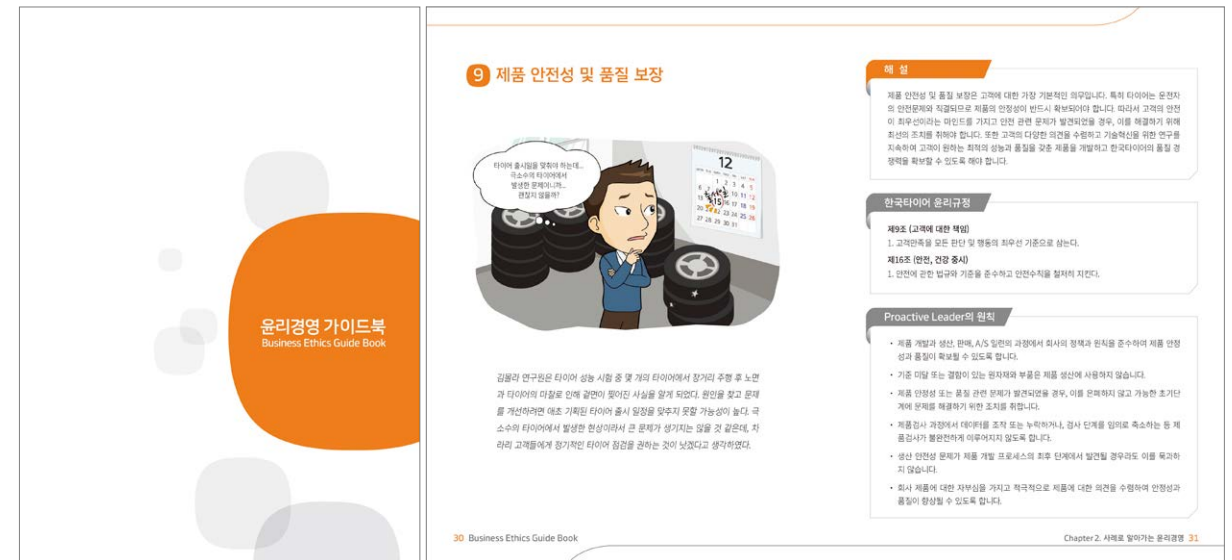 윤리경영 가이드북
Business Ethics Guide Book
9 제품 안전성 및 품질 보장
타이어 출시일을 맞춰야 하는데...
극소수의 타이어에서
발생한 문제이니까...
괜찮지 않을까?
12
1 2 3 4 5
10 11 12
15 16 17 18 19
20 21 22 23 24 25 26
27 28 29 30 31
김몰라 연구원은 타이어 성능 시험 중 몇 개의 타이어에서 장거리 주행 후 노면
과 타이어의 마찰로 인해 겉면이 찢어진 사실을 알게 되었다. 원인을 찾고 문제
를 개선하려면 애초 기획된 타이어 출시 일정을 맞추지 못할 가능성이 높다. 극
소수의 타이어에서 발생한 현상이라서 큰 문제가 생기지는 않을 것 같은데, 차
라리 고객들에게 정기적인 타이어 점검을 권하는 것이 낫겠다고 생각하였다.
30 Business Ethics Guide Book
해 설
제품 안전성 및 품질 보장은 고객에 대한 가장 기본적인 의무입니다. 특히 타이어는 운전자
의 안전문제와 직결되므로 제품의 안정성이 반드시 확보되어야 합니다. 따라서 고객의 안전
이 최우선이라는 마인드를 가지고 안전 관련 문제가 발견되었을 경우, 이를 해결하기 위해
최선의 조치를 취해야 합니다. 또한 고객의 다양한 의견을 수렴하고 기술혁신을 위한 연구를
지속하여 고객이 원하는 최적의 성능과 품질을 갖춘 제품을 개발하고 한국타이어의 품질 경
쟁력을 확보할 수 있도록 해야 합니다.
한국타이어 윤리규정
제9조 (고객에 대한 책임)
1. 고객만족을 모든 판단 및 행동의 최우선 기준으로 삼는다.
제16조 (안전, 건강 중시)
1. 안전에 관한 법규와 기준을 준수하고 안전수칙을 철저히 지킨다.
Proactive Leader의 원칙
• 제품 개발과 생산, 판매, A/S 일련의 과정에서 회사의 정책과 원칙을 준수하여 제품 안정
성과 품질이 확보될 수 있도록 합니다.
• 기준 미달 또는 결함이 있는 원자재와 부품은 제품 생산에 사용하지 않습니다.
• 제품 안정성 또는 품질 관련 문제가 발견되었을 경우, 이를 은폐하지 않고 가능한 초기단
계에 문제를 해결하기 위한 조치를 취합니다.
• 제품검사 과정에서 데이터를 조작 또는 누락하거나, 검사 단계를 임의로 축소하는 등 제
품검사가 불완전하게 이루어지지 않도록 합니다.
• 생산 안전성 문제가 제품 개발 프로세스의 최후 단계에서 발견될 경우라도 이를 묵과하
지 않습니다.
• 회사 제품에 대한 자부심을 가지고 적극적으로 제품에 대한 의견을 수렴하여 안정성과
품질이 향상될 수 있도록 합니다.
Chapter 2. 사례로 알아가는 윤리경영 31